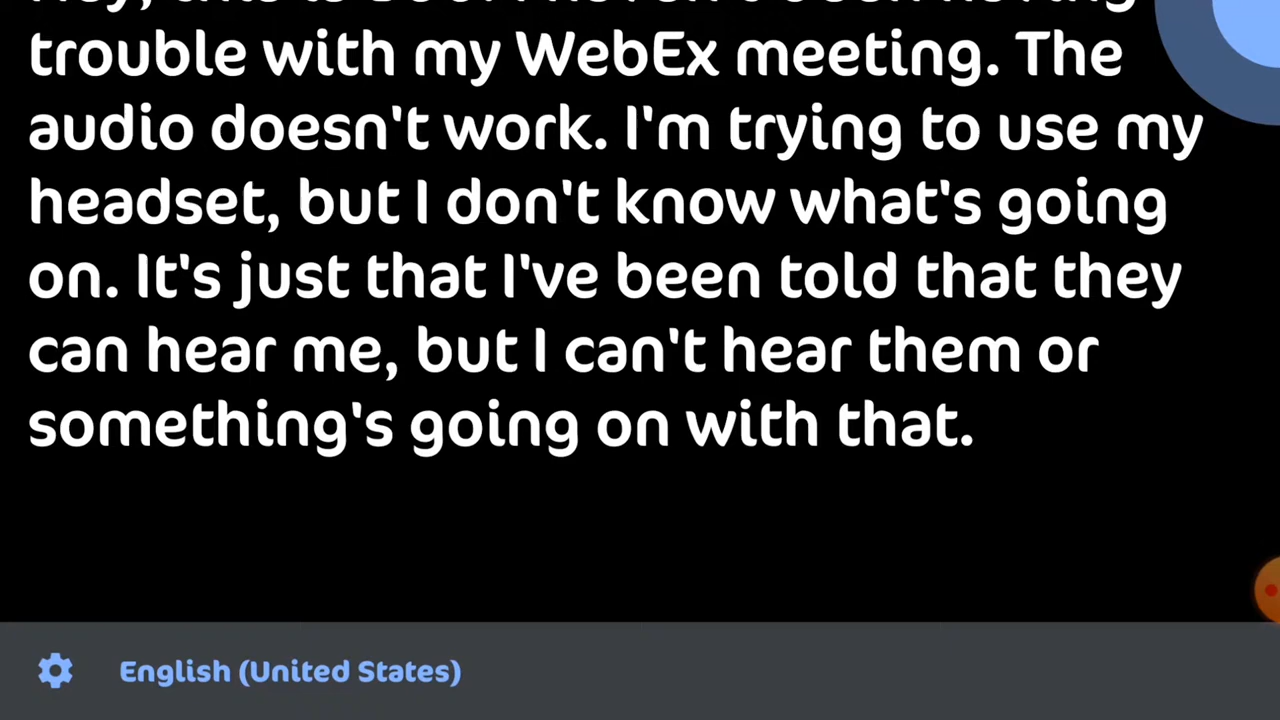 trouble with my WebEx meeting. The
audio doesn't work. I'm trying to use my
headset, but I don't know what's going
on. It's just that I've been told that they
can hear me, but I can't hear them or
something's going on with that.
English (United States)